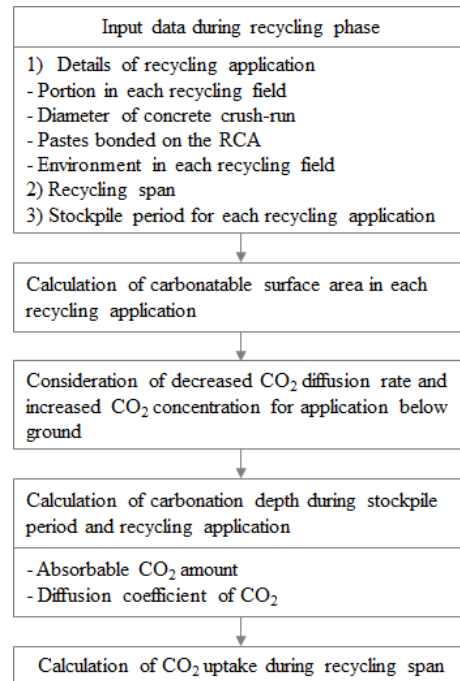 Input data during recycling phase
1) Details of recycling application
- Portion in each recycling field
- Diameter of concrete crush-run
- Pastes bonded on the RCA
- Environment in each recycling field
2) Recycling span
3) Stockpile period for each recycling application
Calculation of carbonatable surface area in each
recycling application
Consideration of decreased CO₂ diffusion rate and
increased CO₂ concentration for application below
ground
Calculation of carbonation depth during stockpile
period and recycling application
- Absorbable CO₂ amount
- Diffusion coefficient of CO₂
Calculation of CO₂ uptake during recycling span